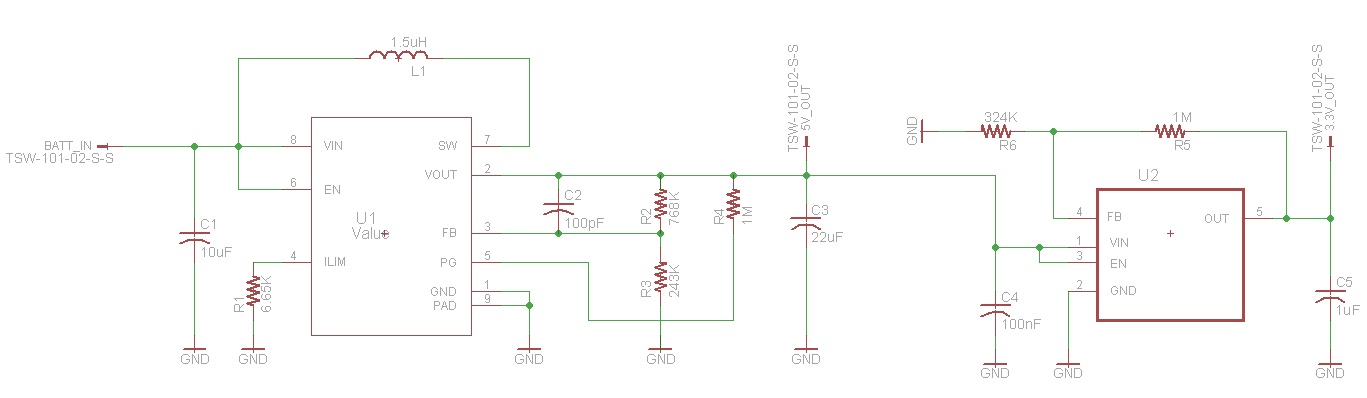 1.5uH
L1
BATT_IN
TSW-101-02-S-S
C1
10uF
GND
R1
6.65K
GND
8
VIN
6
EN
4
ILIM
U1
Value
SW
7
VOUT
2
FB
3
PG
5
GND
1
PAD
9
GND
C2
100pF
R2
768K
R3
243K
GND
R4
1M
TSW-101-02-S-S
5V_OUT
C3
22uF
GND
GND
324K
R6
1M
R5
U2
4
FB
1
VIN
3
EN
2
GND
OUT
5
C4
100nF
GND
GND
TSW-101-02-S-S
3.3V_OUT
C5
1uF
GND